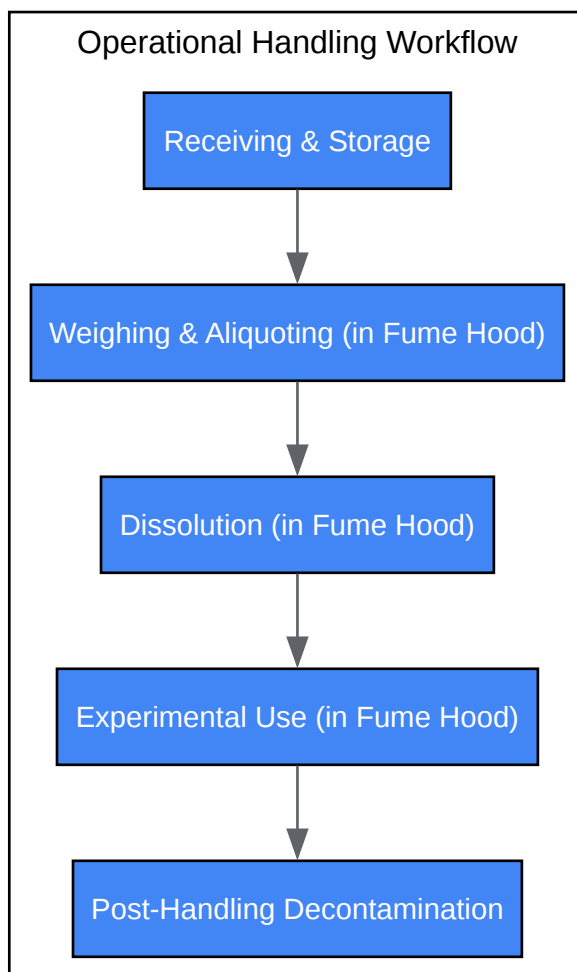 Operational Handling Workflow
Receiving & Storage
Weighing & Aliquoting (in Fume Hood)
Dissolution (in Fume Hood)
Experimental Use (in Fume Hood)
Post-Handling Decontamination